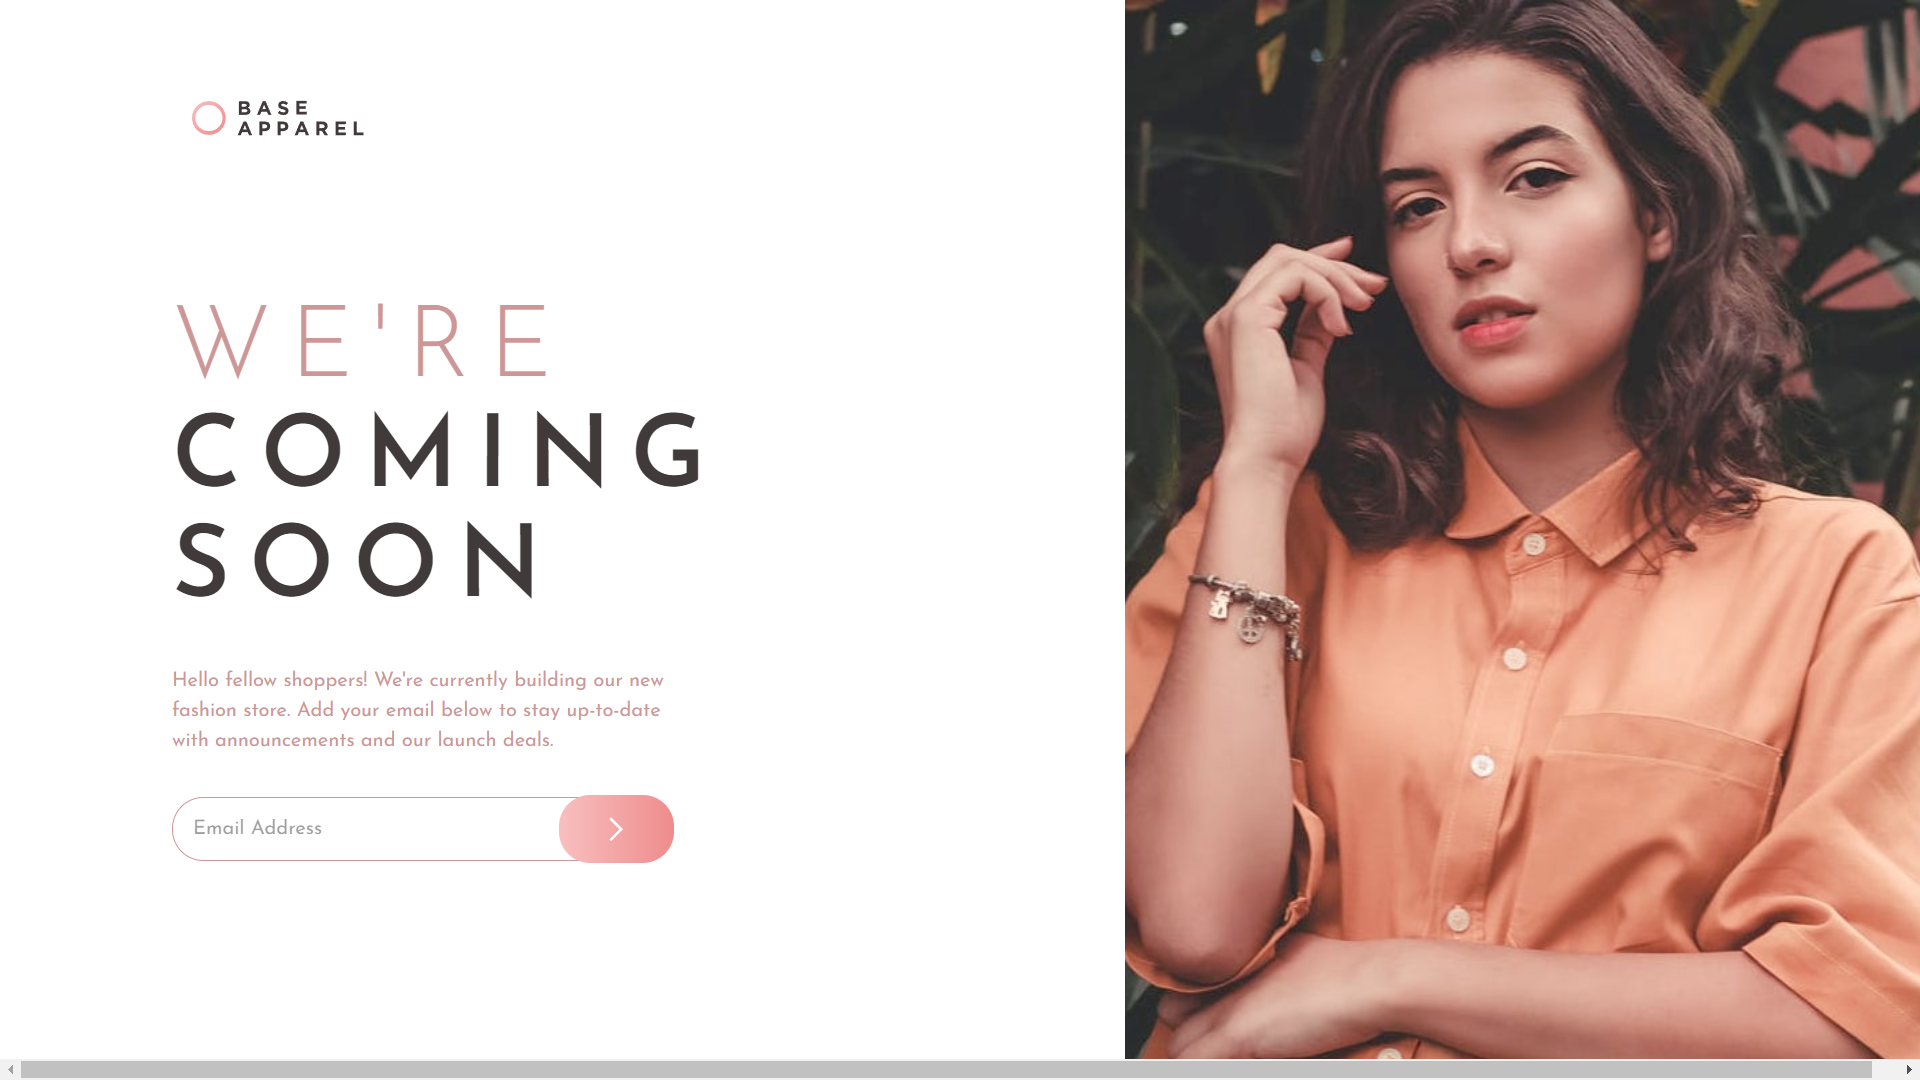 BASE
APPAREL
WE'RE
COMING
SOON
Hello fellow shoppers! We're currently building our new
fashion store. Add your email below to stay up-to-date
with announcements and our launch deals.
Email Address